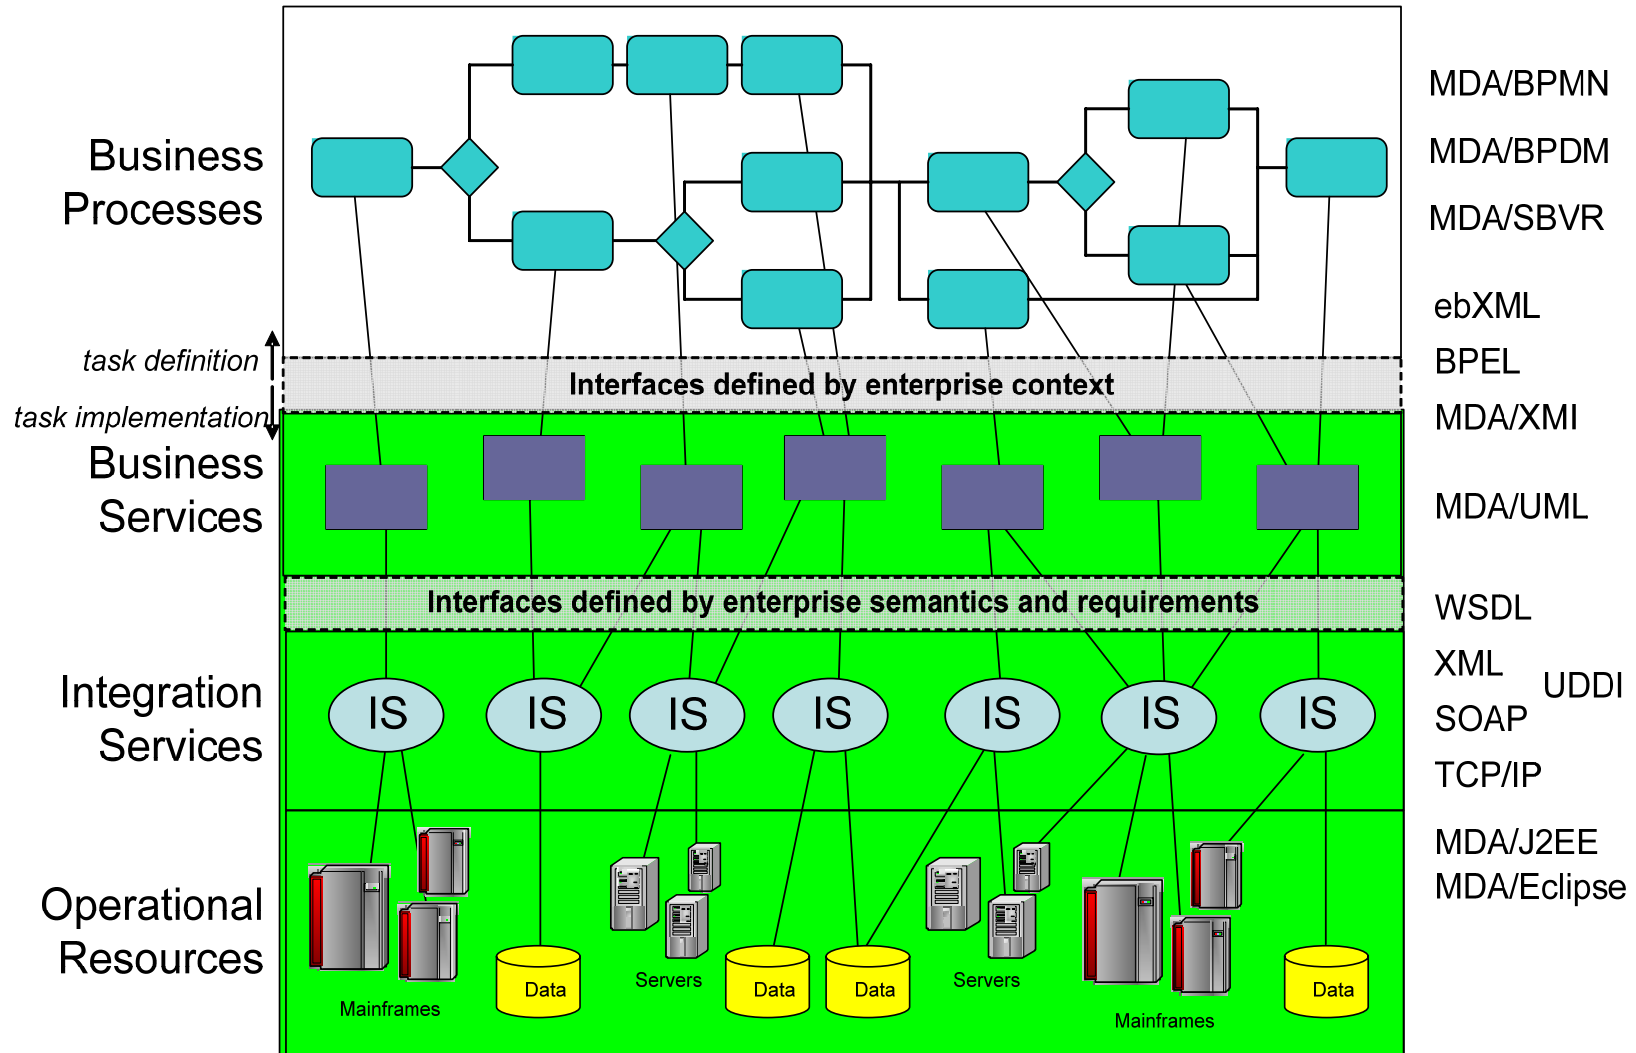 Business
Processes
task definition
task implementation
Business
Services
Integration
Services
Operational
Resources
Interfaces defined by enterprise context
Interfaces defined by enterprise semantics and requirements
IS
IS
IS
IS
IS
IS
IS
Mainframes
Data
Servers
Data
Data
Servers
Mainframes
Data
MDA/BPMN
MDA/BPDM
MDA/SBVR
ebXML
BPEL
MDA/XMI
MDA/UML
WSDL
XML
UDDI
SOAP
TCP/IP
MDA/J2EE
MDA/Eclipse